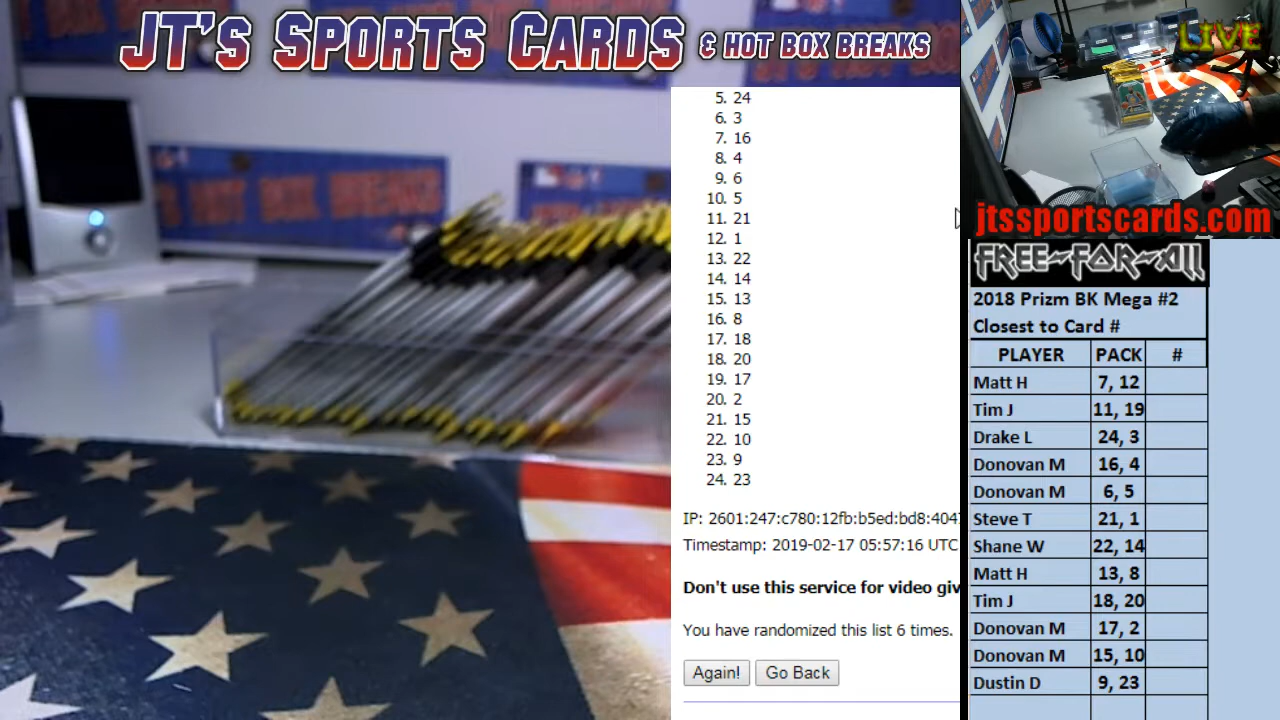 JT's Sports Cards & Hot Box Breaks
LIVE
jtssportscards.com
5. 24
6. 3
7. 16
8. 4
9. 6
10. 5
11. 21
12. 1
13. 22
14. 14
15. 13
16. 8
17. 18
18. 20
19. 17
20. 2
21. 15
22. 10
23. 9
24. 23
IP: 2601:247:c780:12fb:b5ed:bd8:404
Timestamp: 2019-02-17 05:57:16 UTC
Don't use this service for video giv
You have randomized this list 6 times.
Again! Go Back
FREE-FOR-ALL
2018 Prizm BK Mega #2
Closest to Card #
PLAYER PACK #
Matt H 7, 12
Tim J 11, 19
Drake L 24, 3
Donovan M 16, 4
Donovan M 6, 5
Steve T 21, 1
Shane W 22, 14
Matt H 13, 8
Tim J 18, 20
Donovan M 17, 2
Donovan M 15, 10
Dustin D 9, 23